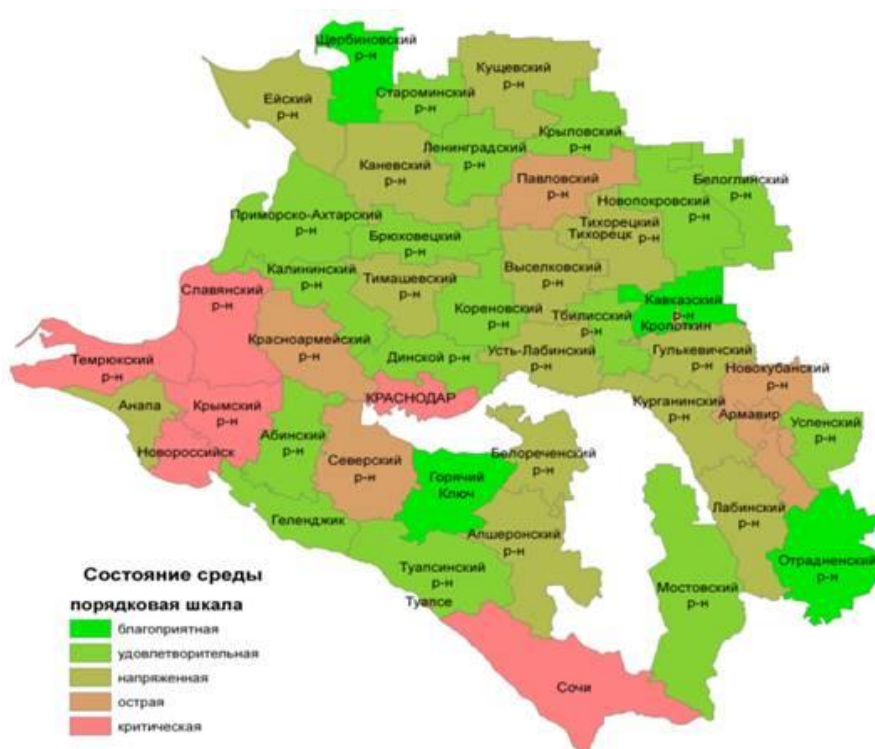 Щербиновский
р-н
Кущевский
р-н
Ейский
р-н
Староминский
р-н
Крыловский
р-н
Ленинградский
р-н
Каневский
р-н
Павловский
р-н
Белоглинский
р-н
Новопокровский
р-н
Приморско-Ахтарский
р-н
Тихорецкий
р-н
Тихорецк
Брюховецкий
р-н
Калининский
р-н
Тимашевский
р-н
Выселковский
р-н
Славянский
р-н
Кавказский
р-н
Кропоткин
Кореновский
р-н
Тбилисский
р-н
Красноармейский
р-н
Динской р-н
Усть-Лабинский
р-н
Гулькевичский
р-н
Темрюкский
р-н
Новокубанский
р-н
КРАСНОДАР
Анапа
Крымский
р-н
Курганинский
р-н
Армавир
Успенский
р-н
Абинский
р-н
Новороссийск
Северский
р-н
Белореченский
р-н
Горячий
Ключ
Лабинский
р-н
Геленджик
Апшеронский
р-н
Отрадненский
р-н
Туапсинский
р-н
Туапсе
Мостовский
р-н
Сочи
Состояние среды
порядковая шкала
благоприятная
удовлетворительная
напряженная
острая
критическая